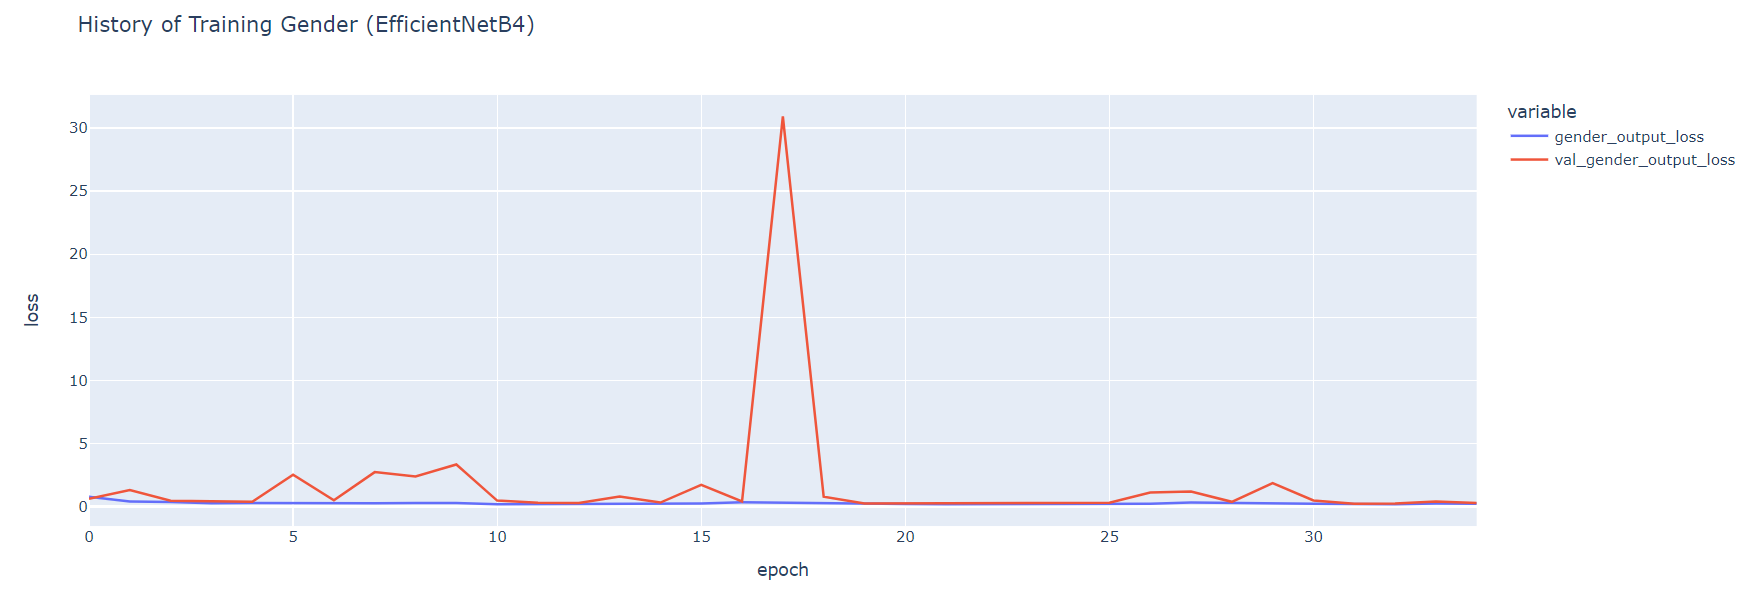 History of Training Gender (EfficientNetB4)
variable
gender_output_loss
val_gender_output_loss
loss
30
25
20
15
10
5
0
0 5 10 15 20 25 30
epoch